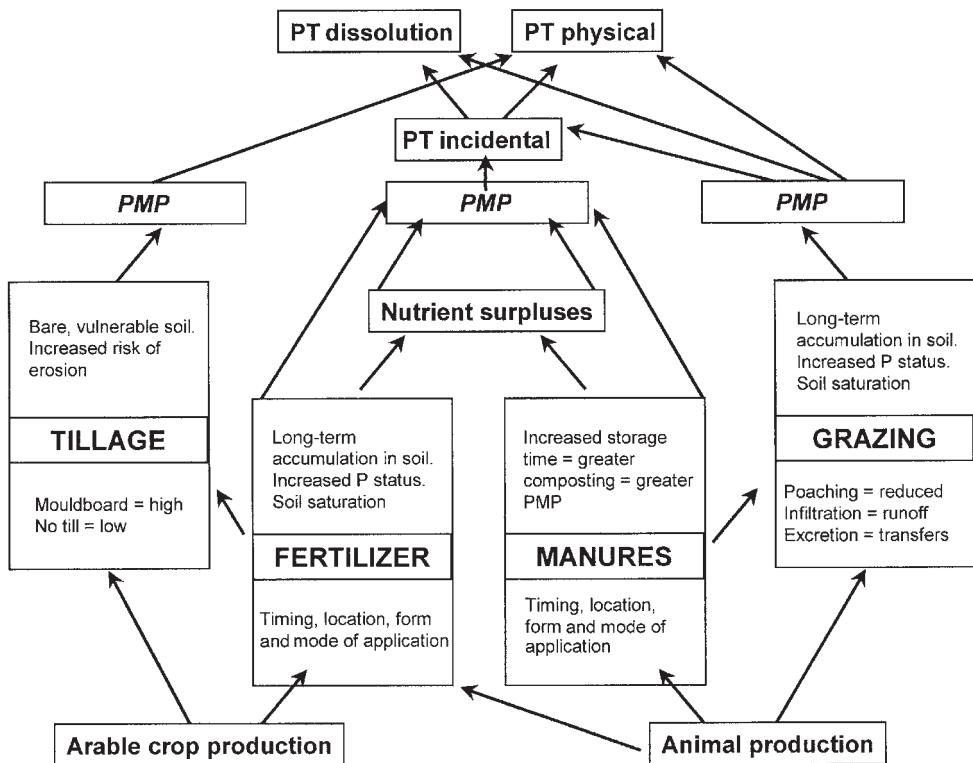 PT dissolution
PT physical
PT incidental
PMP
PMP
PMP
Nutrient surpluses
Bare, vulnerable soil.
Increased risk of
erosion
TILLAGE
Mouldboard = high
No till = low
Long-term
accumulation in soil.
Increased P status.
Soil saturation
FERTILIZER
Timing, location, form
and mode of application
Increased storage
time = greater
composting = greater
PMP
MANURES
Timing, location,
form and mode of
application
Long-term
accumulation in soil.
Increased P status.
Soil saturation
GRAZING
Poaching = reduced
Infiltration = runoff
Excretion = transfers
Arable crop production
Animal production